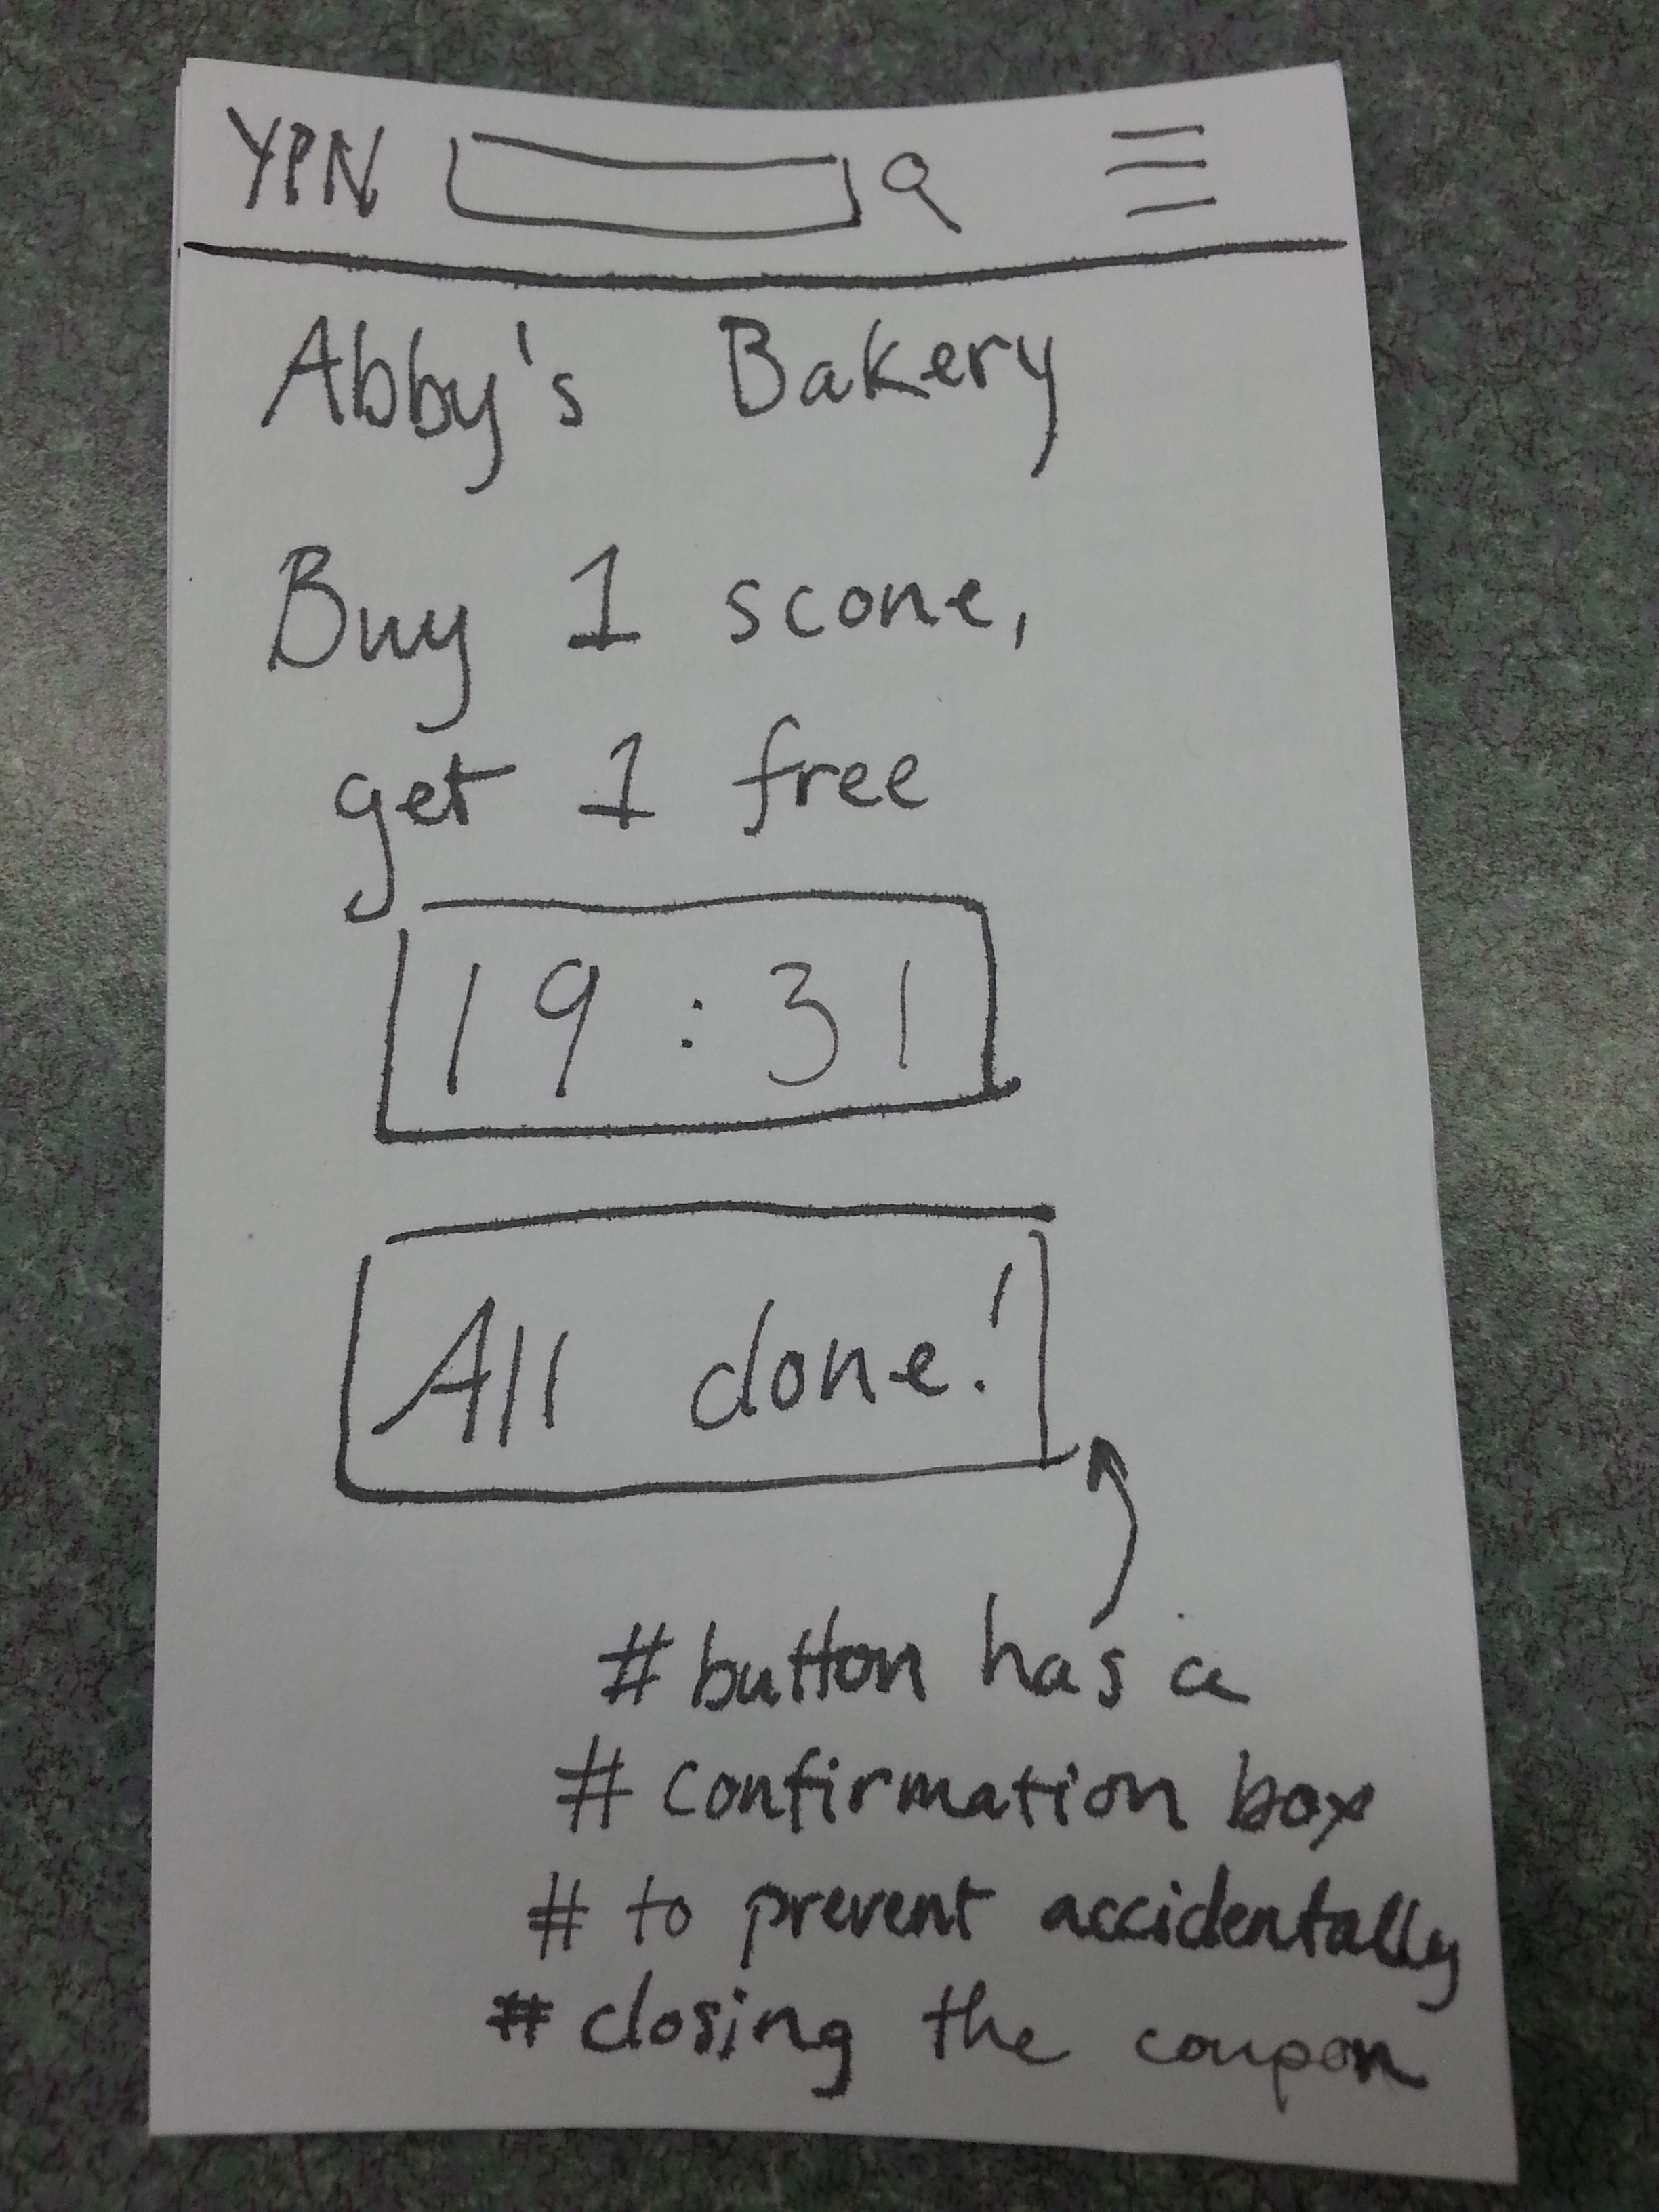 YPN
Abby's Bakery
Buy 1 scone,
get 1 free
19:31
All done!
# button has a
# confirmation box
# to prevent accidentally
# closing the coupon